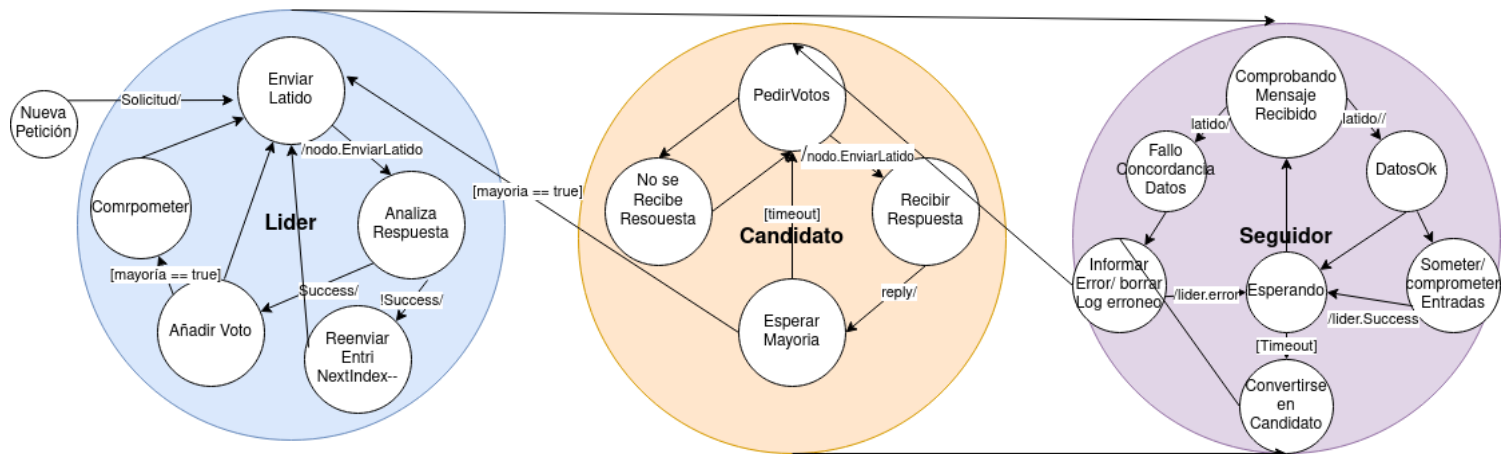 Nueva
Petición
Solicitud/
Enviar
Latido
/nodo.EnviarLatido
Comrpometer
Lider
Analiza
Respuesta
[mayoría == true]
Success/
!Success/
Añadir Voto
Reenviar
Entri
NextIndex--
[mayoria == true]
PedirVotos
/nodo.EnviarLatido
No se
Recibe
Resouesta
[timeout]
Recibir
Respuesta
Candidato
reply/
Esperar
Mayoria
Comprobando
Mensaje
Recibido
latido/
latido//
Fallo
Concordancia
Datos
DatosOk
Seguidor
Informar
Error/ borrar
Log erroneo
/lider.error
Esperando
Someter/
comprometer
Entradas
/lider.Success
[Timeout]
Convertirse
en
Candidato